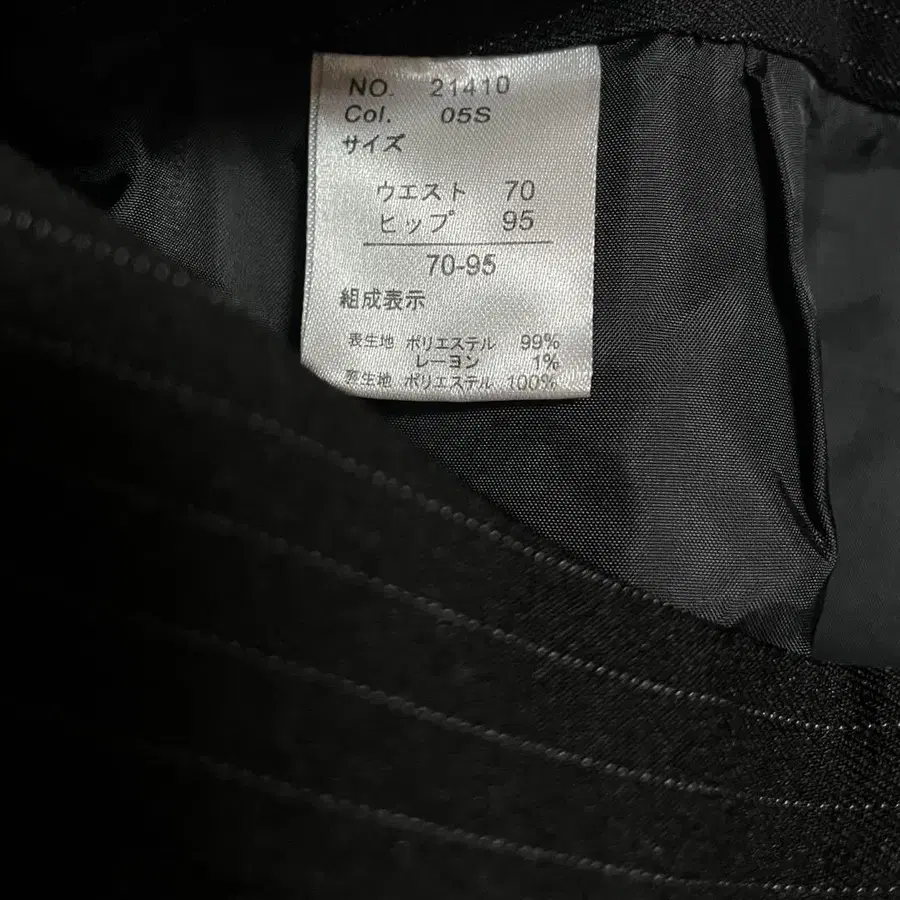 NO. 21410
Col. 05S
サイズ
ウエスト 70
ヒップ 95
70-95
組成表示
表生地 ポリエステル 99%
レーヨン 1%
裏生地 ポリエステル 100%